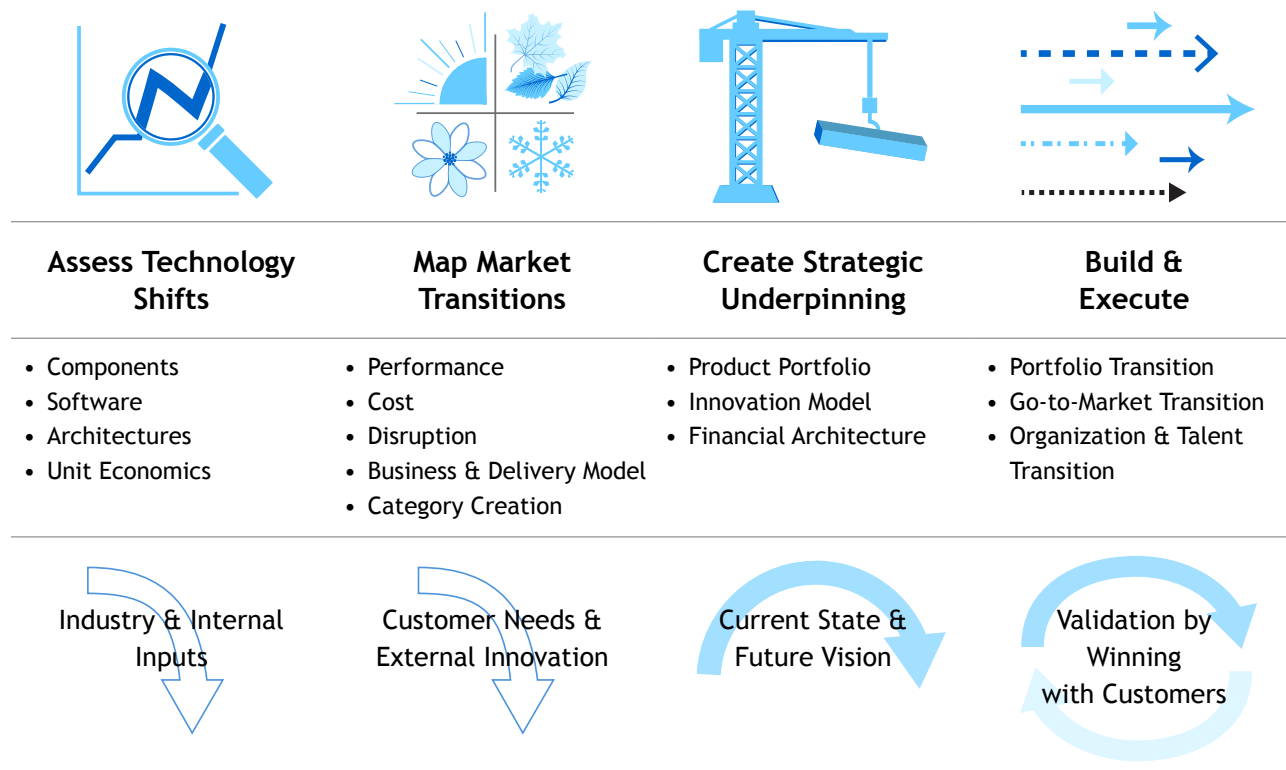 Assess Technology
Shifts
Map Market
Transitions
Create Strategic
Underpinning
Build &
Execute
• Components
• Software
• Architectures
• Unit Economics
• Performance
• Cost
• Disruption
• Business & Delivery Model
• Category Creation
• Product Portfolio
• Innovation Model
• Financial Architecture
• Portfolio Transition
• Go-to-Market Transition
• Organization & Talent
Transition
Industry & Internal
Inputs
Customer Needs &
External Innovation
Current State &
Future Vision
Validation by
Winning
with Customers